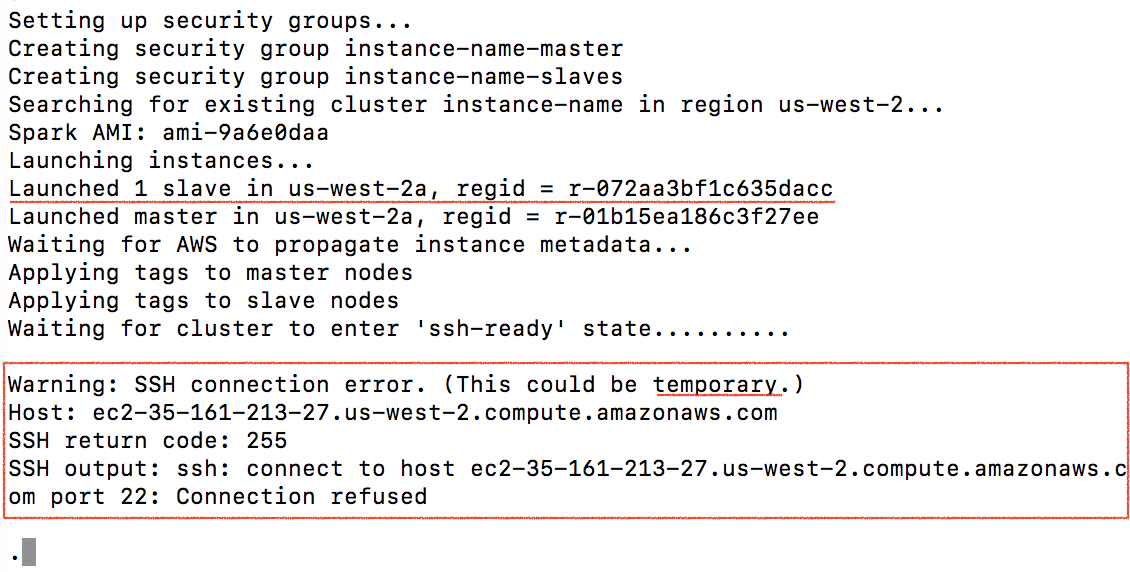 Setting up security groups...
Creating security group instance-name-master
Creating security group instance-name-slaves
Searching for existing cluster instance-name in region us-west-2...
Spark AMI: ami-9a6e0daa
Launching instances...
Launched 1 slave in us-west-2a, regid = r-072aa3bf1c635dacc
Launched master in us-west-2a, regid = r-01b15ea186c3f27ee
Waiting for AWS to propagate instance metadata...
Applying tags to master nodes
Applying tags to slave nodes
Waiting for cluster to enter 'ssh-ready' state..........
Warning: SSH connection error. (This could be temporary.)
Host: ec2-35-161-213-27.us-west-2.compute.amazonaws.com
SSH return code: 255
SSH output: ssh: connect to host ec2-35-161-213-27.us-west-2.compute.amazonaws.c
om port 22: Connection refused
.